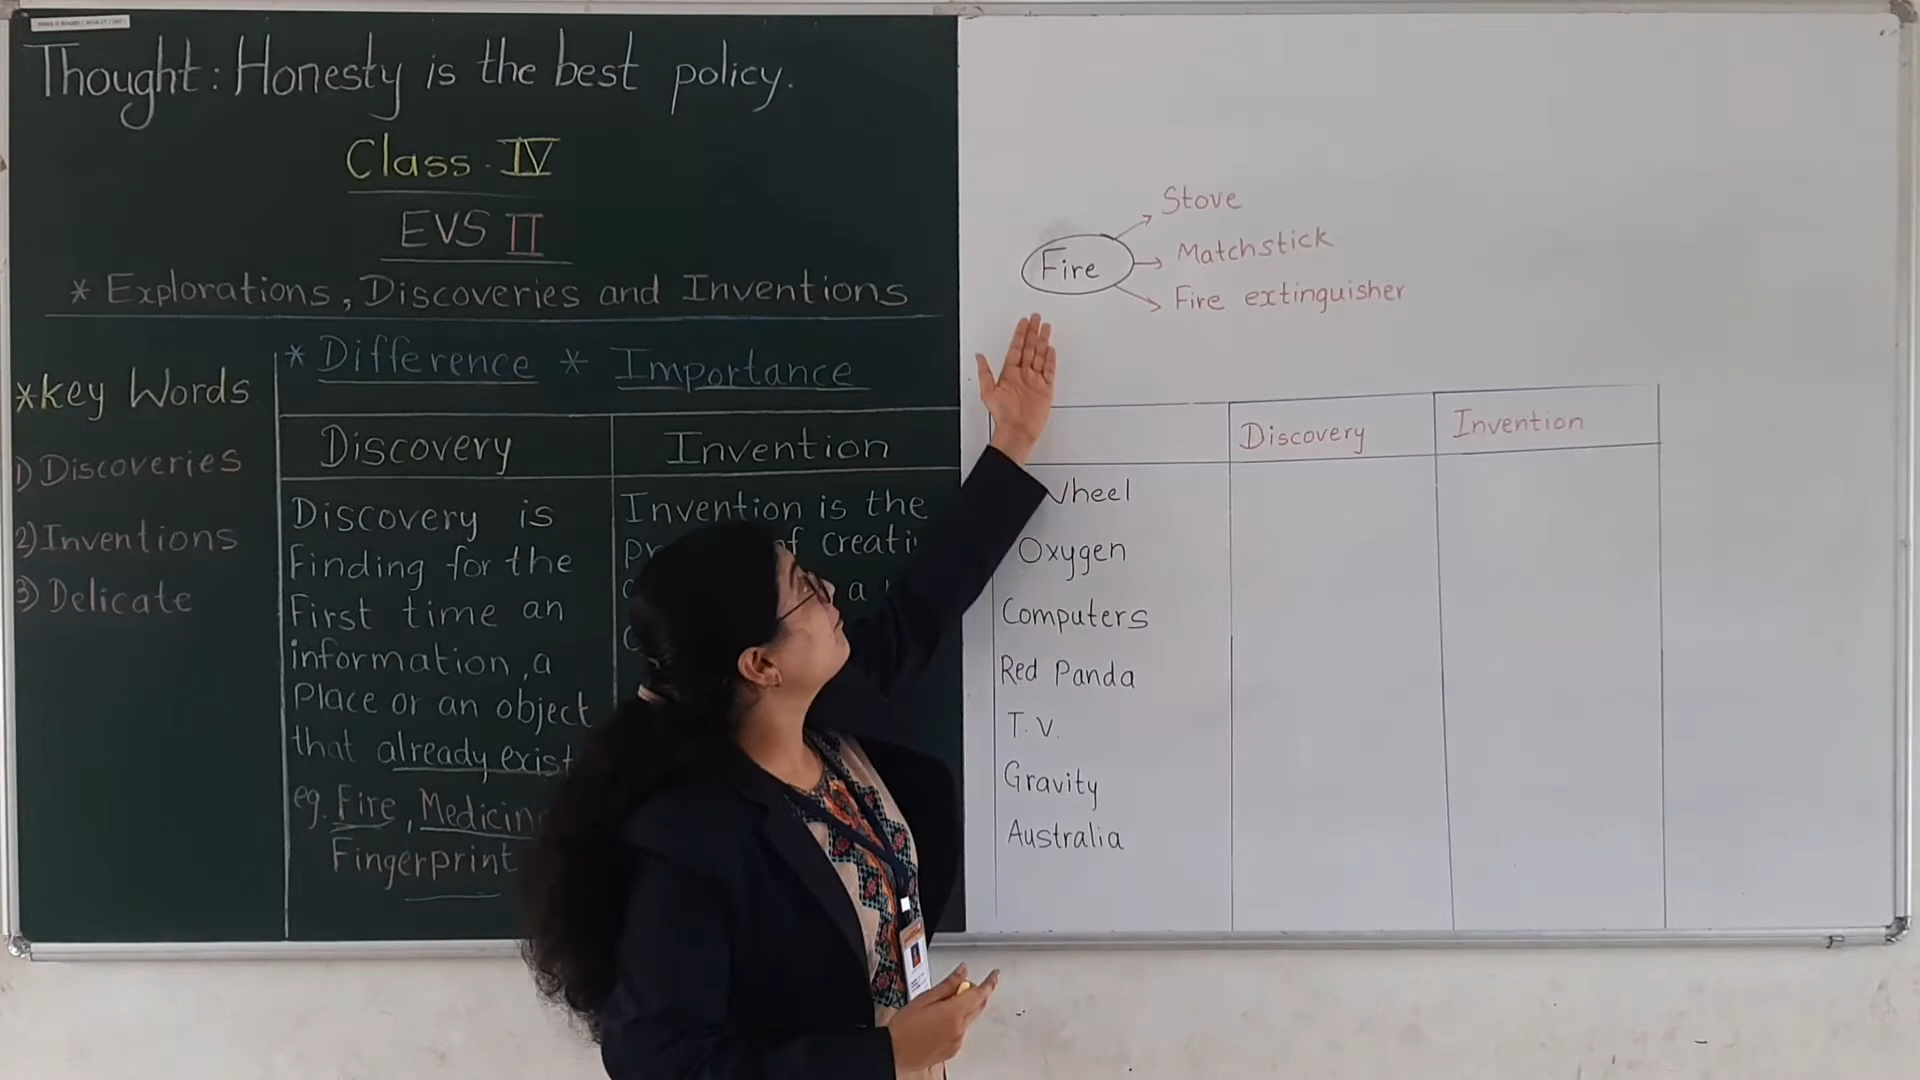 Thought: Honesty is the best policy.
Class. IV
EVS II
* Explorations, Discoveries and Inventions
* Difference * Importance
*Key Words
1) Discoveries
2) Inventions
3) Delicate
Discovery
Discovery is
finding for the
First time an
information, a
Place or an object
that already exist
eg. Fire, Medicin
Fingerprint
Invention
Invention is the
of creati
a
Fire
Stove
Matchstick
Fire extinguisher
Discovery Invention
Wheel
Oxygen
Computers
Red Panda
T.V.
Gravity
Australia